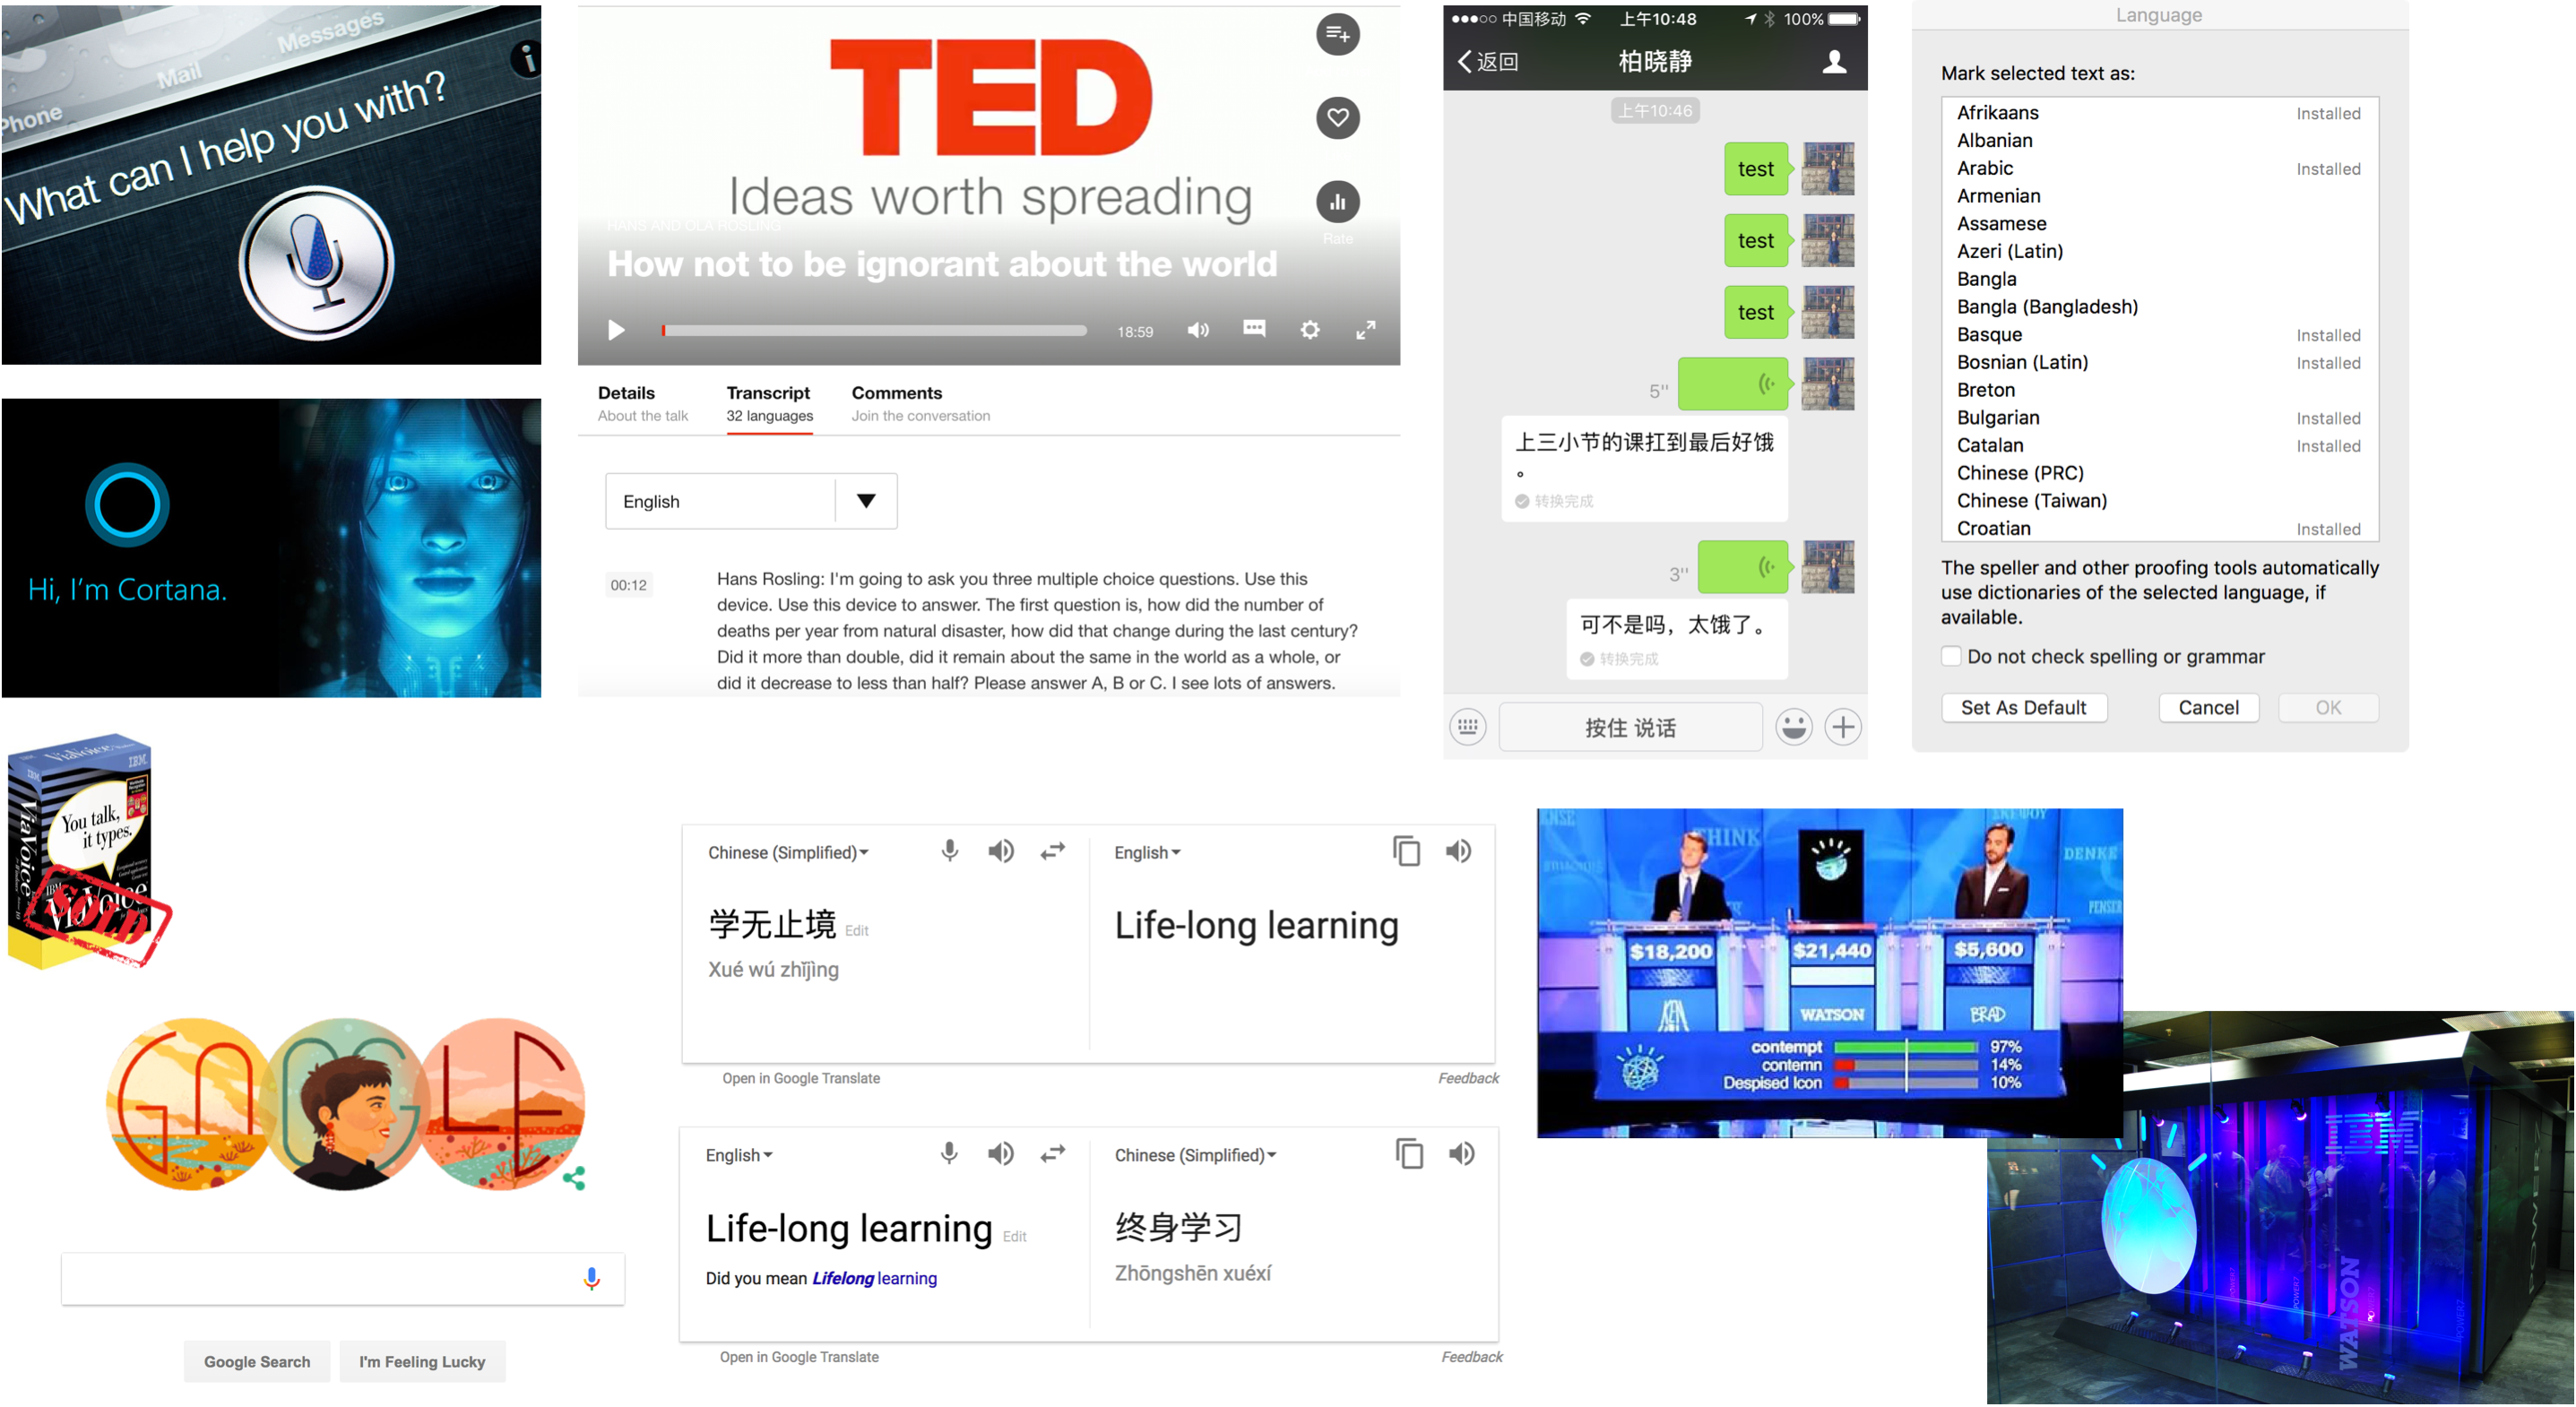 Messages
Mail
Phone
What can I help you with?
i
Hi, I'm Cortana.
TED
Ideas worth spreading
HANS AND OLA ROSLING
Rate
How not to be ignorant about the world
18:59
Details
About the talk
Transcript
32 languages
Comments
Join the conversation
English
00:12
Hans Rosling: I'm going to ask you three multiple choice questions. Use this
device. Use this device to answer. The first question is, how did the number of
deaths per year from natural disaster, how did that change during the last century?
Did it more than double, did it remain about the same in the world as a whole, or
did it decrease to less than half? Please answer A, B or C. I see lots of answers.
中国移动 上午10:48 100%
返回 柏晓静
上午10:46
test
test
test
5''
上三小节的课扛到最后好饿
。
转换完成
3''
可不是吗，太饿了。
转换完成
按住 说话
Language
Mark selected text as:
Afrikaans Installed
Albanian
Arabic Installed
Armenian
Assamese
Azeri (Latin)
Bangla
Bangla (Bangladesh)
Basque Installed
Bosnian (Latin) Installed
Breton
Bulgarian Installed
Catalan Installed
Chinese (PRC)
Chinese (Taiwan)
Croatian Installed
The speller and other proofing tools automatically
use dictionaries of the selected language, if
available.
Do not check spelling or grammar
Set As Default Cancel OK
ViaVoice
IBM
You talk,
it types.
ViaVoice
IBM
ViaVoice
SOLD
GOOGLE
Google Search I'm Feeling Lucky
Chinese (Simplified) English
学无止境 Edit
Xué wú zhǐjìng
Life-long learning
Open in Google Translate Feedback
English Chinese (Simplified)
Life-long learning Edit
Did you mean Lifelong learning
终身学习
Zhōngshēn xuéxí
Open in Google Translate Feedback
THINK
DENKE
PENSER
$18,200 $21,440 $5,600
KEN WATSON BRAD
contempt 97%
contemn 14%
Despised Icon 10%
IBM
WATSON
POWER7